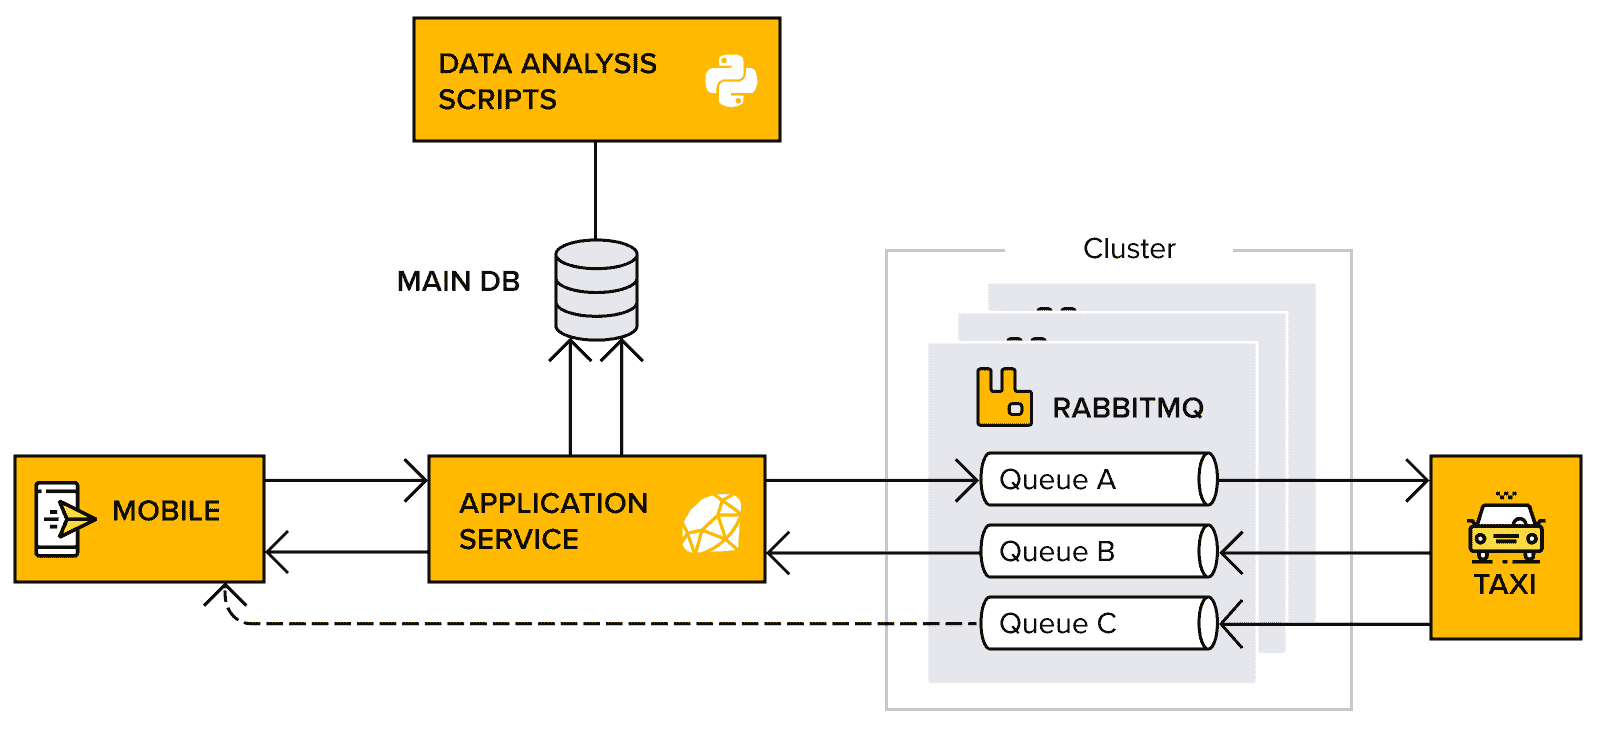 DATA ANALYSIS
SCRIPTS
MAIN DB
Cluster
RABBITMQ
MOBILE
APPLICATION
SERVICE
Queue A
Queue B
Queue C
TAXI